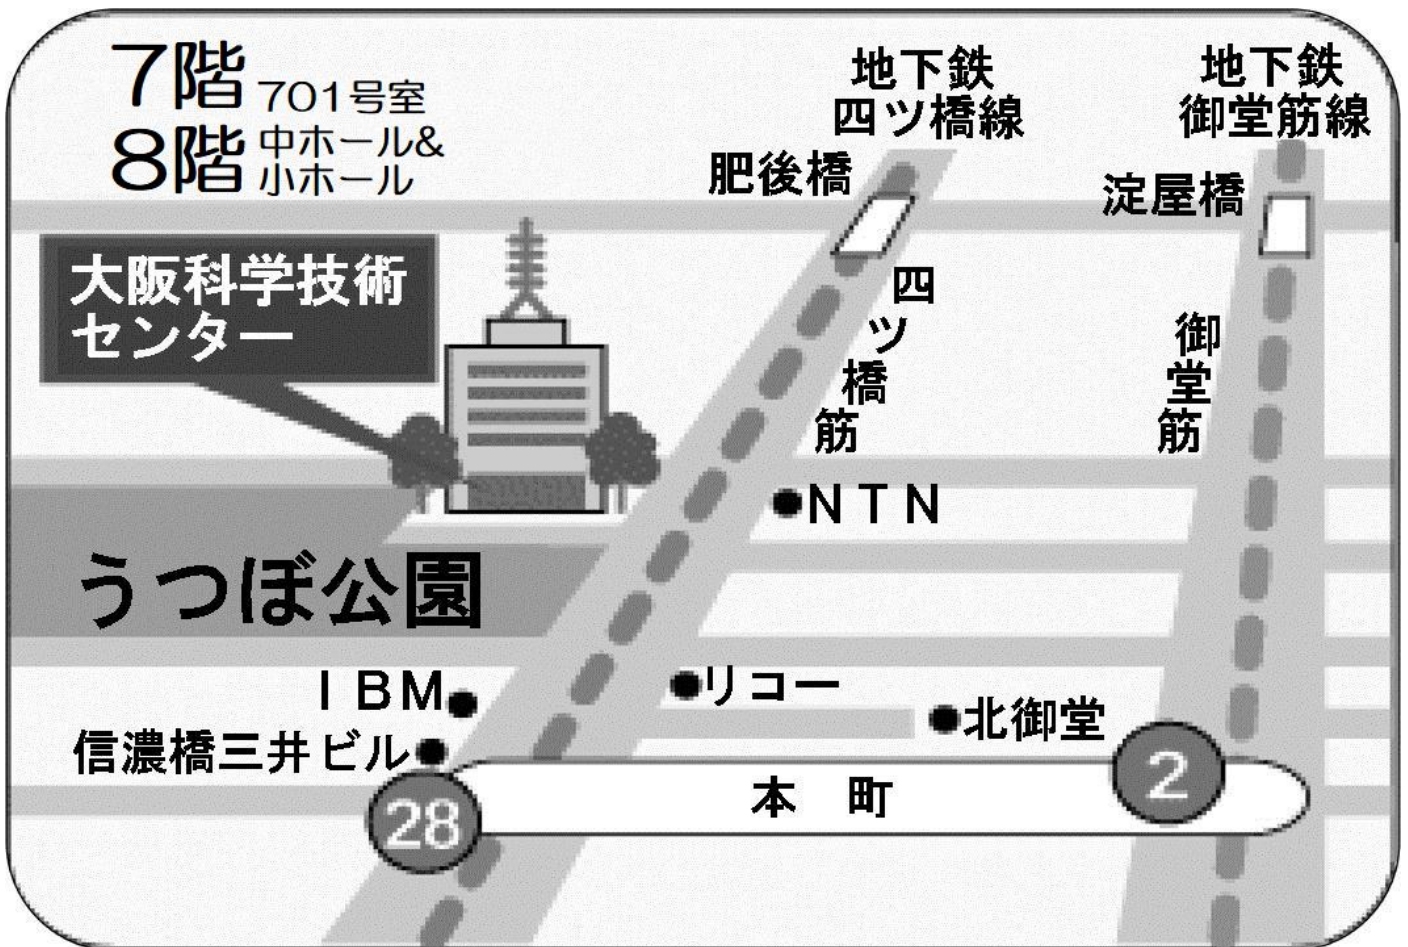 7階 701号室
8階 中ホール&
小ホール
地下鉄
四ツ橋線
地下鉄
御堂筋線
肥後橋
淀屋橋
大阪科学技術
センター
四ツ橋筋
御堂筋
●NTN
うつぼ公園
IBM●
●リコー
●北御堂
信濃橋三井ビル●
本町
28
2